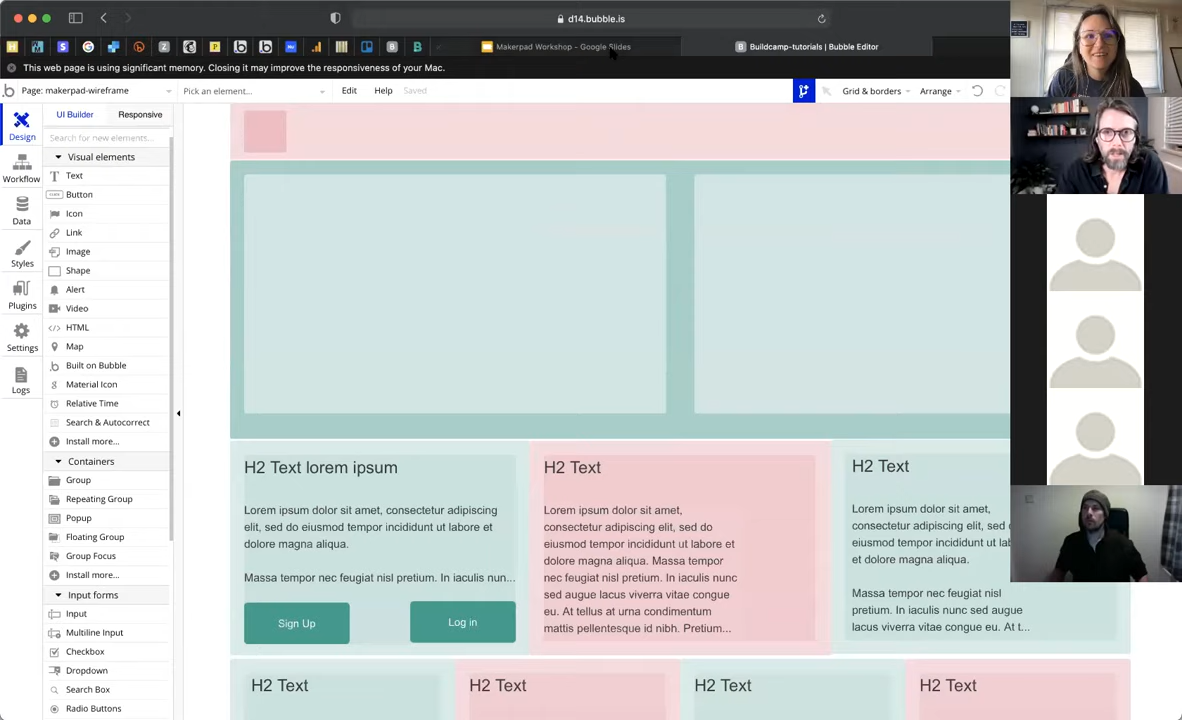 d14.bubble.is
Makerpad Workshop - Google Slides
Buildcamp-tutorials | Bubble Editor
This web page is using significant memory. Closing it may improve the responsiveness of your Mac.
Page: makerpad-wireframe
Pick an element...
Edit
Help
Saved
Grid & borders
Arrange
Design
Workflow
Data
Styles
Plugins
Settings
Logs
UI Builder
Responsive
Search for new elements...
Visual elements
Text
Button
Icon
Link
Image
Shape
Alert
Video
HTML
Map
Built on Bubble
Material Icon
Relative Time
Search & Autocorrect
Install more...
Containers
Group
Repeating Group
Popup
Floating Group
Group Focus
Install more...
Input forms
Input
Multiline Input
Checkbox
Dropdown
Search Box
Radio Buttons
H2 Text lorem ipsum
Lorem ipsum dolor sit amet, consectetur adipiscing
elit, sed do eiusmod tempor incididunt ut labore et
dolore magna aliqua.
Massa tempor nec feugiat nisl pretium. In iaculis nun...
Sign Up
Log in
H2 Text
Lorem ipsum dolor sit amet,
consectetur adipiscing elit, sed do
eiusmod tempor incididunt ut labore et
dolore magna aliqua. Massa tempor
nec feugiat nisl pretium. In iaculis nunc
sed augue lacus viverra vitae congue
eu. At tellus at urna condimentum
mattis pellentesque id nibh. Pretium...
H2 Text
Lorem ipsum dolor sit amet,
consectetur adipiscing elit, sed do
eiusmod tempor incididunt ut lab
et dolore magna aliqua.
Massa tempor nec feugiat nisl
pretium. In iaculis nunc sed augue
lacus viverra vitae congue eu. At t...
H2 Text
H2 Text
H2 Text
H2 Text